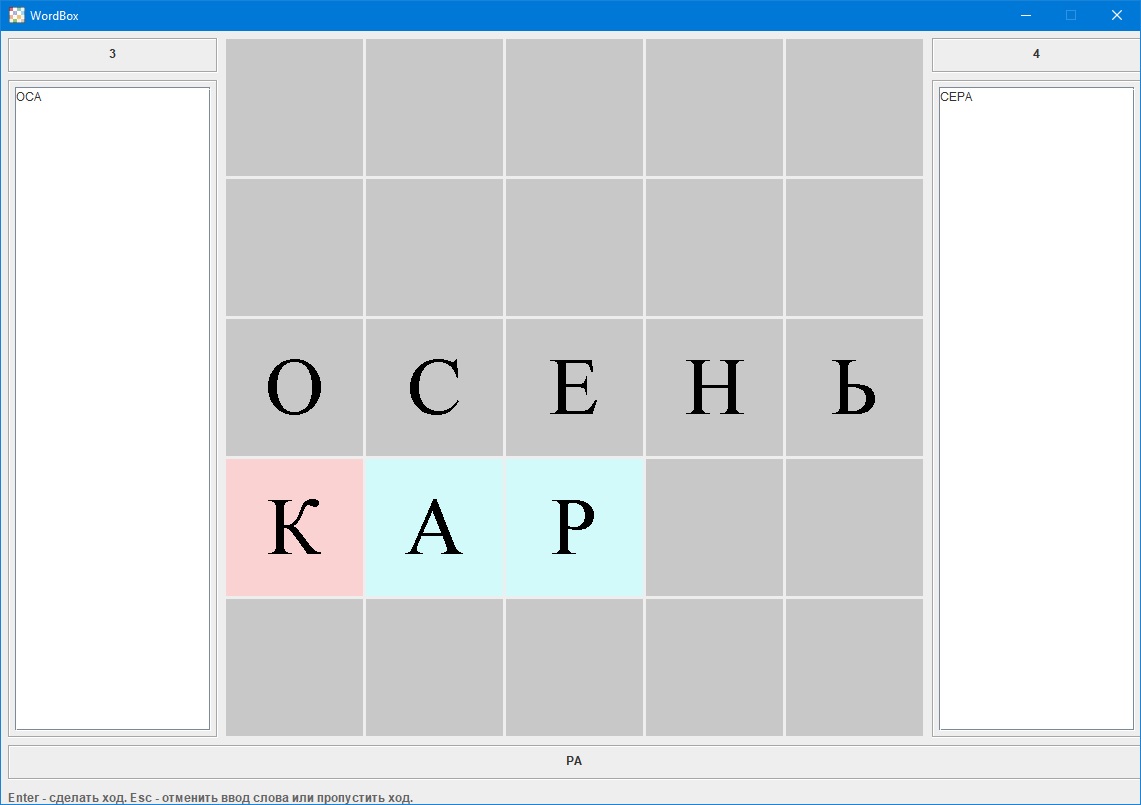 WordBox
3
4
ОСА
СЕРА
О С Е Н Ь
К А Р
РА
Enter - сделать ход. Esc - отменить ввод слова или пропустить ход.